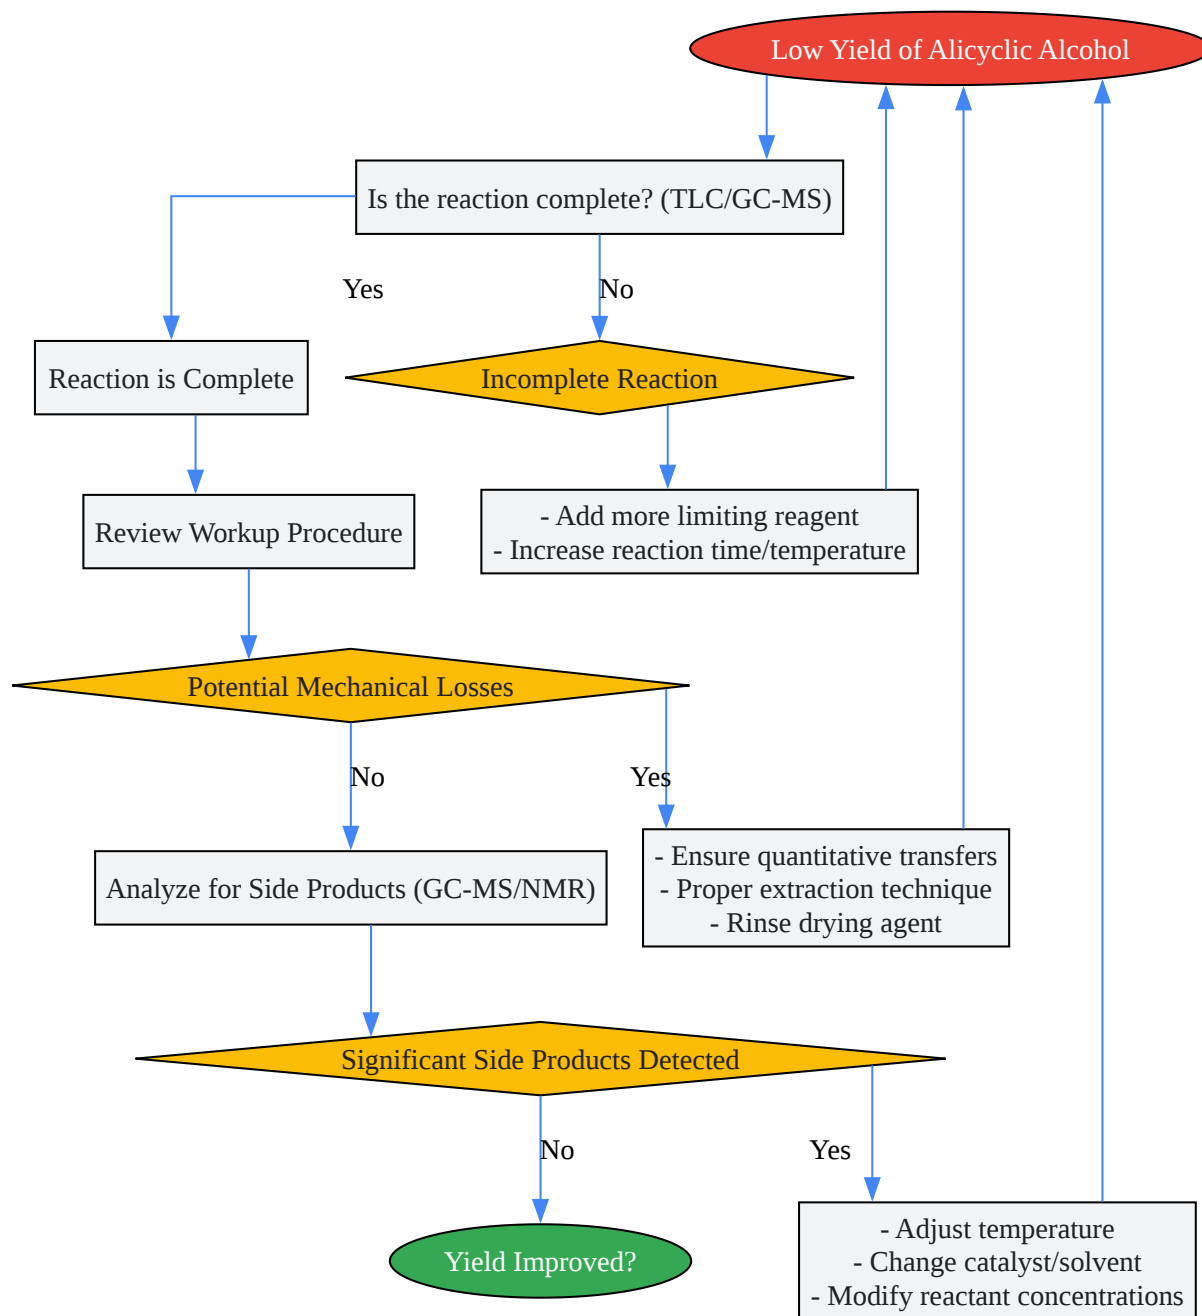 Low Yield of Alicyclic Alcohol
Is the reaction complete? (TLC/GC-MS)
Yes
No
Reaction is Complete
Incomplete Reaction
Review Workup Procedure
- Add more limiting reagent
- Increase reaction time/temperature
Potential Mechanical Losses
No
Yes
Analyze for Side Products (GC-MS/NMR)
- Ensure quantitative transfers
- Proper extraction technique
- Rinse drying agent
Significant Side Products Detected
No
Yes
Yield Improved?
- Adjust temperature
- Change catalyst/solvent
- Modify reactant concentrations